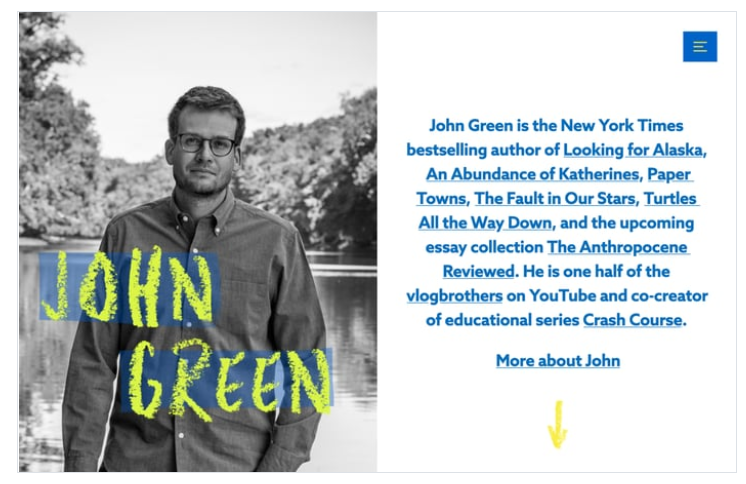 JOHN
GREEN
John Green is the New York Times
bestselling author of Looking for Alaska,
An Abundance of Katherines, Paper
Towns, The Fault in Our Stars, Turtles
All the Way Down, and the upcoming
essay collection The Anthropocene
Reviewed. He is one half of the
vlogbrothers on YouTube and co-creator
of educational series Crash Course.
More about John